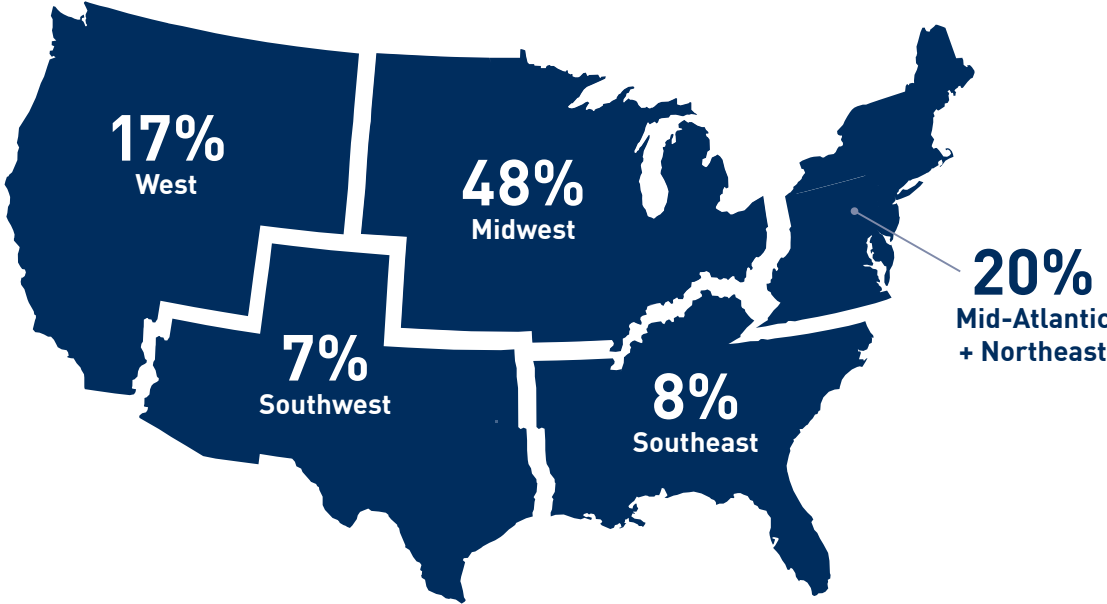 17%
West
48%
Midwest
20%
Mid-Atlantic
+ Northeast
7%
Southwest
8%
Southeast